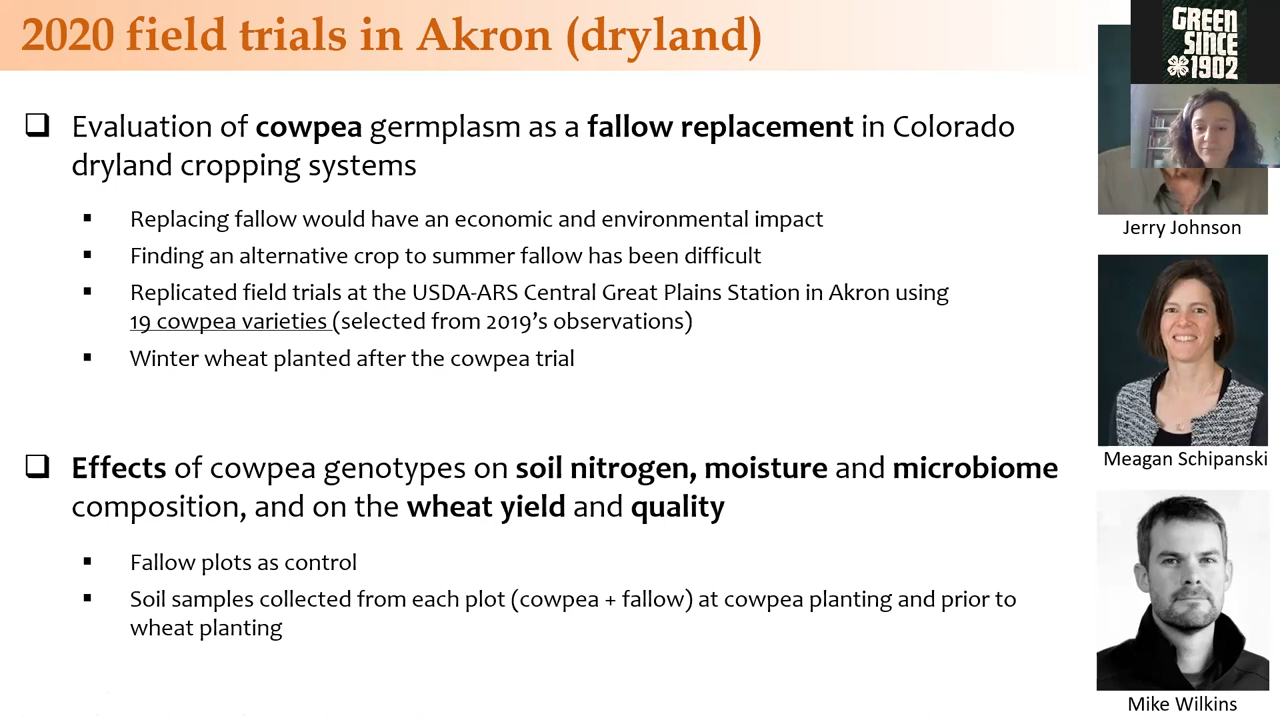 2020 field trials in Akron (dryland)
GREEN
SINCE
1902
❑ Evaluation of cowpea germplasm as a fallow replacement in Colorado
dryland cropping systems
▪ Replacing fallow would have an economic and environmental impact
▪ Finding an alternative crop to summer fallow has been difficult
▪ Replicated field trials at the USDA-ARS Central Great Plains Station in Akron using
19 cowpea varieties (selected from 2019’s observations)
▪ Winter wheat planted after the cowpea trial
❑ Effects of cowpea genotypes on soil nitrogen, moisture and microbiome
composition, and on the wheat yield and quality
▪ Fallow plots as control
▪ Soil samples collected from each plot (cowpea + fallow) at cowpea planting and prior to
wheat planting
Jerry Johnson
Meagan Schipanski
Mike Wilkins